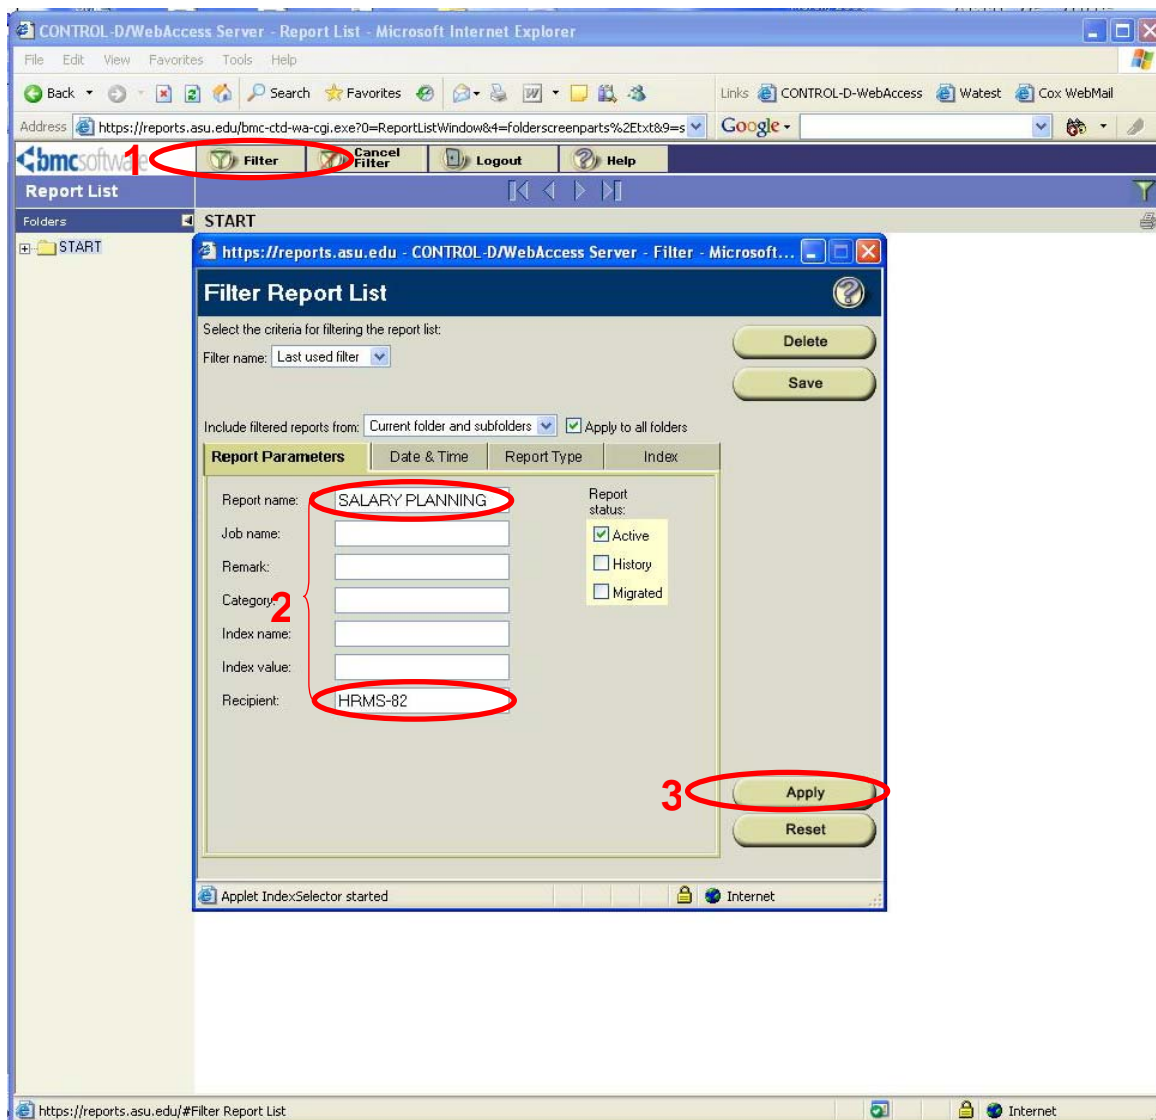 CONTROL-D/WebAccess Server - Report List - Microsoft Internet Explorer
File Edit View Favorites Tools Help
Back Search Favorites Links CONTROL-D-WebAccess Watest Cox WebMail
Address https://reports.asu.edu/bmc-ctd-wa-cgi.exe?0=ReportListWindow&4=folderscreenparts%2Etxt&9=s Google
bmcsoftware 1 Filter Cancel Filter Logout Help
Report List
Folders START
START
https://reports.asu.edu - CONTROL-D/WebAccess Server - Filter - Microsoft...
Filter Report List
Select the criteria for filtering the report list:
Delete
Filter name: Last used filter
Save
Include filtered reports from: Current folder and subfolders Apply to all folders
Report Parameters Date & Time Report Type Index
Report name: SALARY PLANNING Report status:
Job name: Active
Remark: History
Category: Migrated
2
Index name:
Index value:
Recipient: HRMS-82
3 Apply
Reset
Applet IndexSelector started Internet
https://reports.asu.edu/#Filter Report List Internet